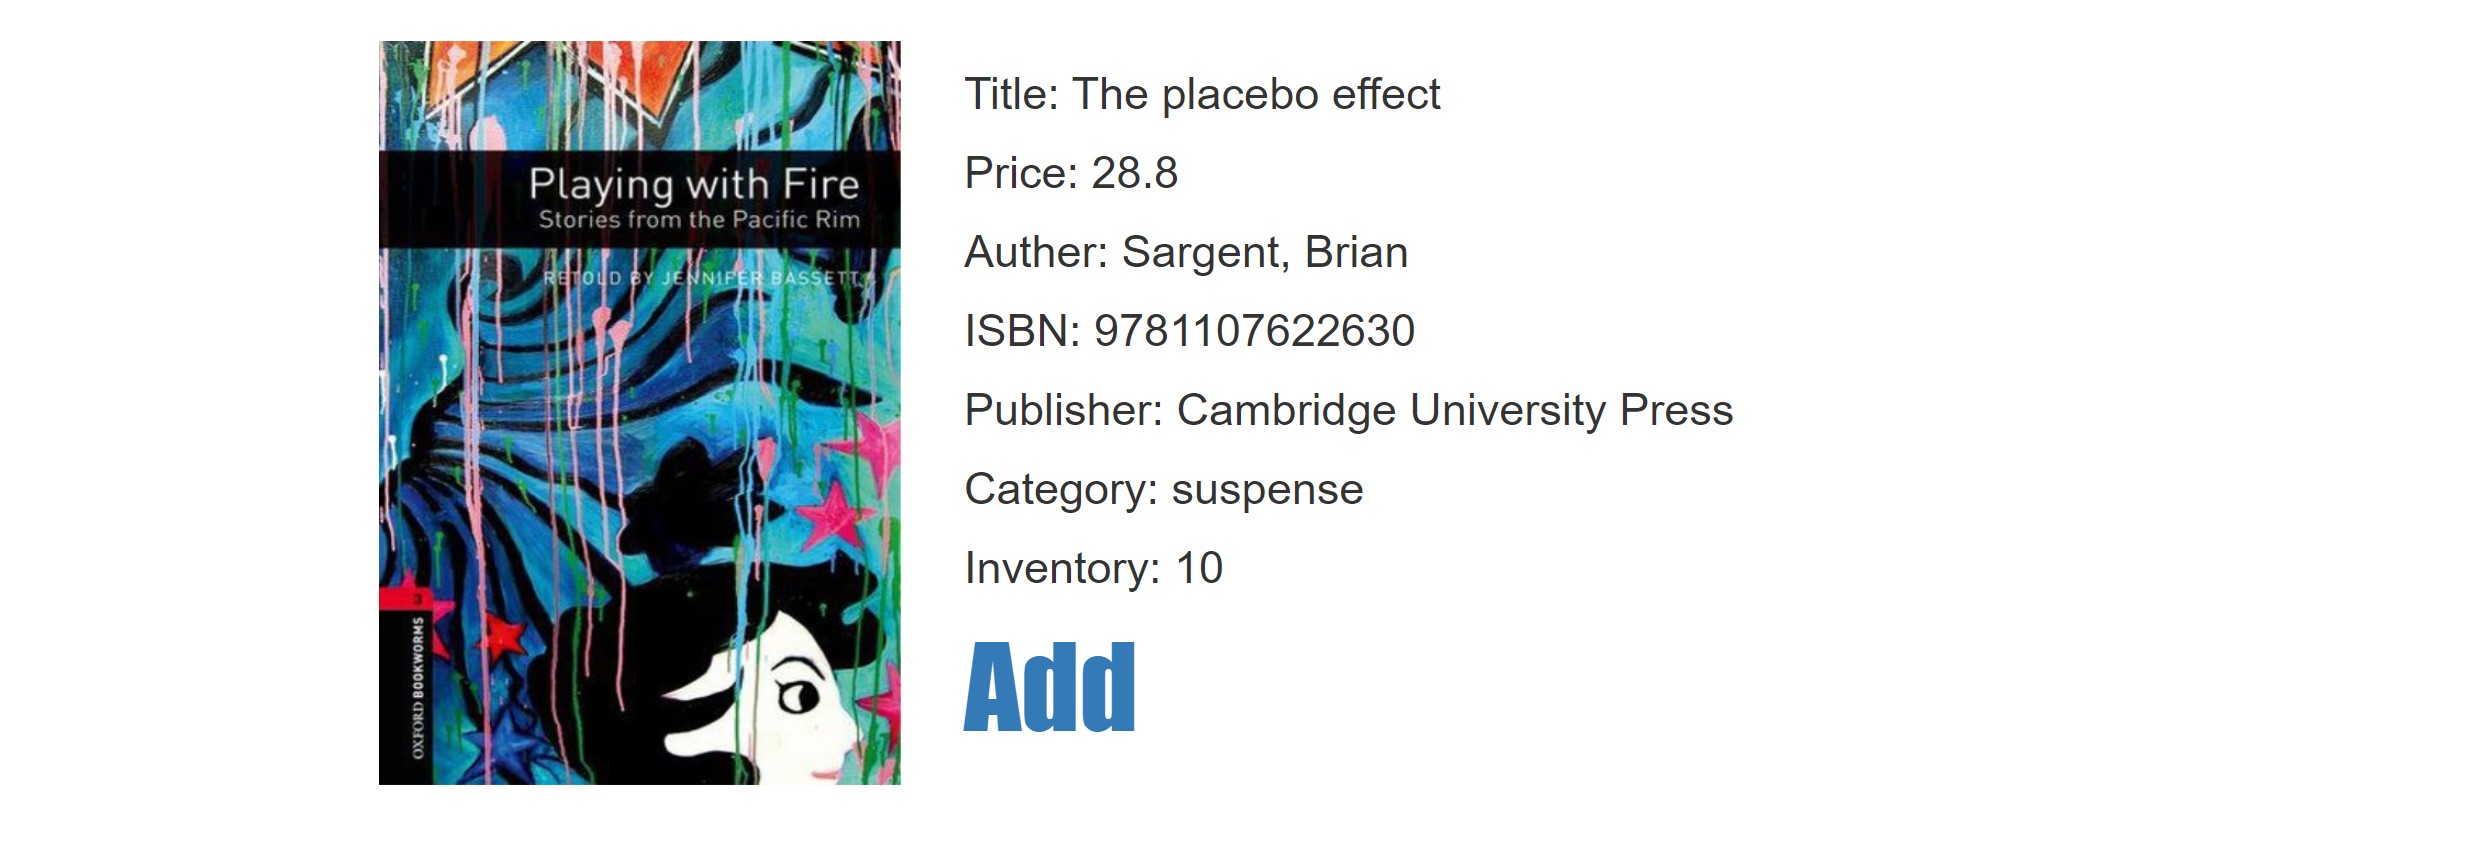 Playing with Fire
Stories from the Pacific Rim
RETOLD BY JENNIFER BASSETT
3
OXFORD BOOKWORMS
Title: The placebo effect
Price: 28.8
Auther: Sargent, Brian
ISBN: 9781107622630
Publisher: Cambridge University Press
Category: suspense
Inventory: 10
Add